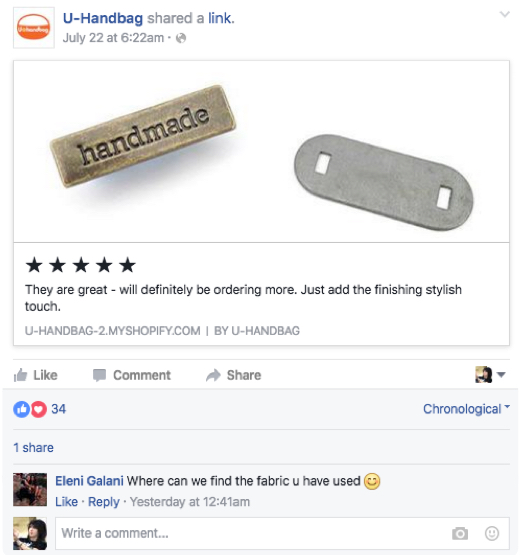 U-Handbag shared a link.
July 22 at 6:22am ·
U-Handbag
handmade
★★★★★
They are great - will definitely be ordering more. Just add the finishing stylish
touch.
U-HANDBAG-2.MYSHOPIFY.COM | BY U-HANDBAG
Like Comment Share
34 Chronological
1 share
Eleni Galani Where can we find the fabric u have used 😊
Like · Reply · Yesterday at 12:41am
Write a comment...